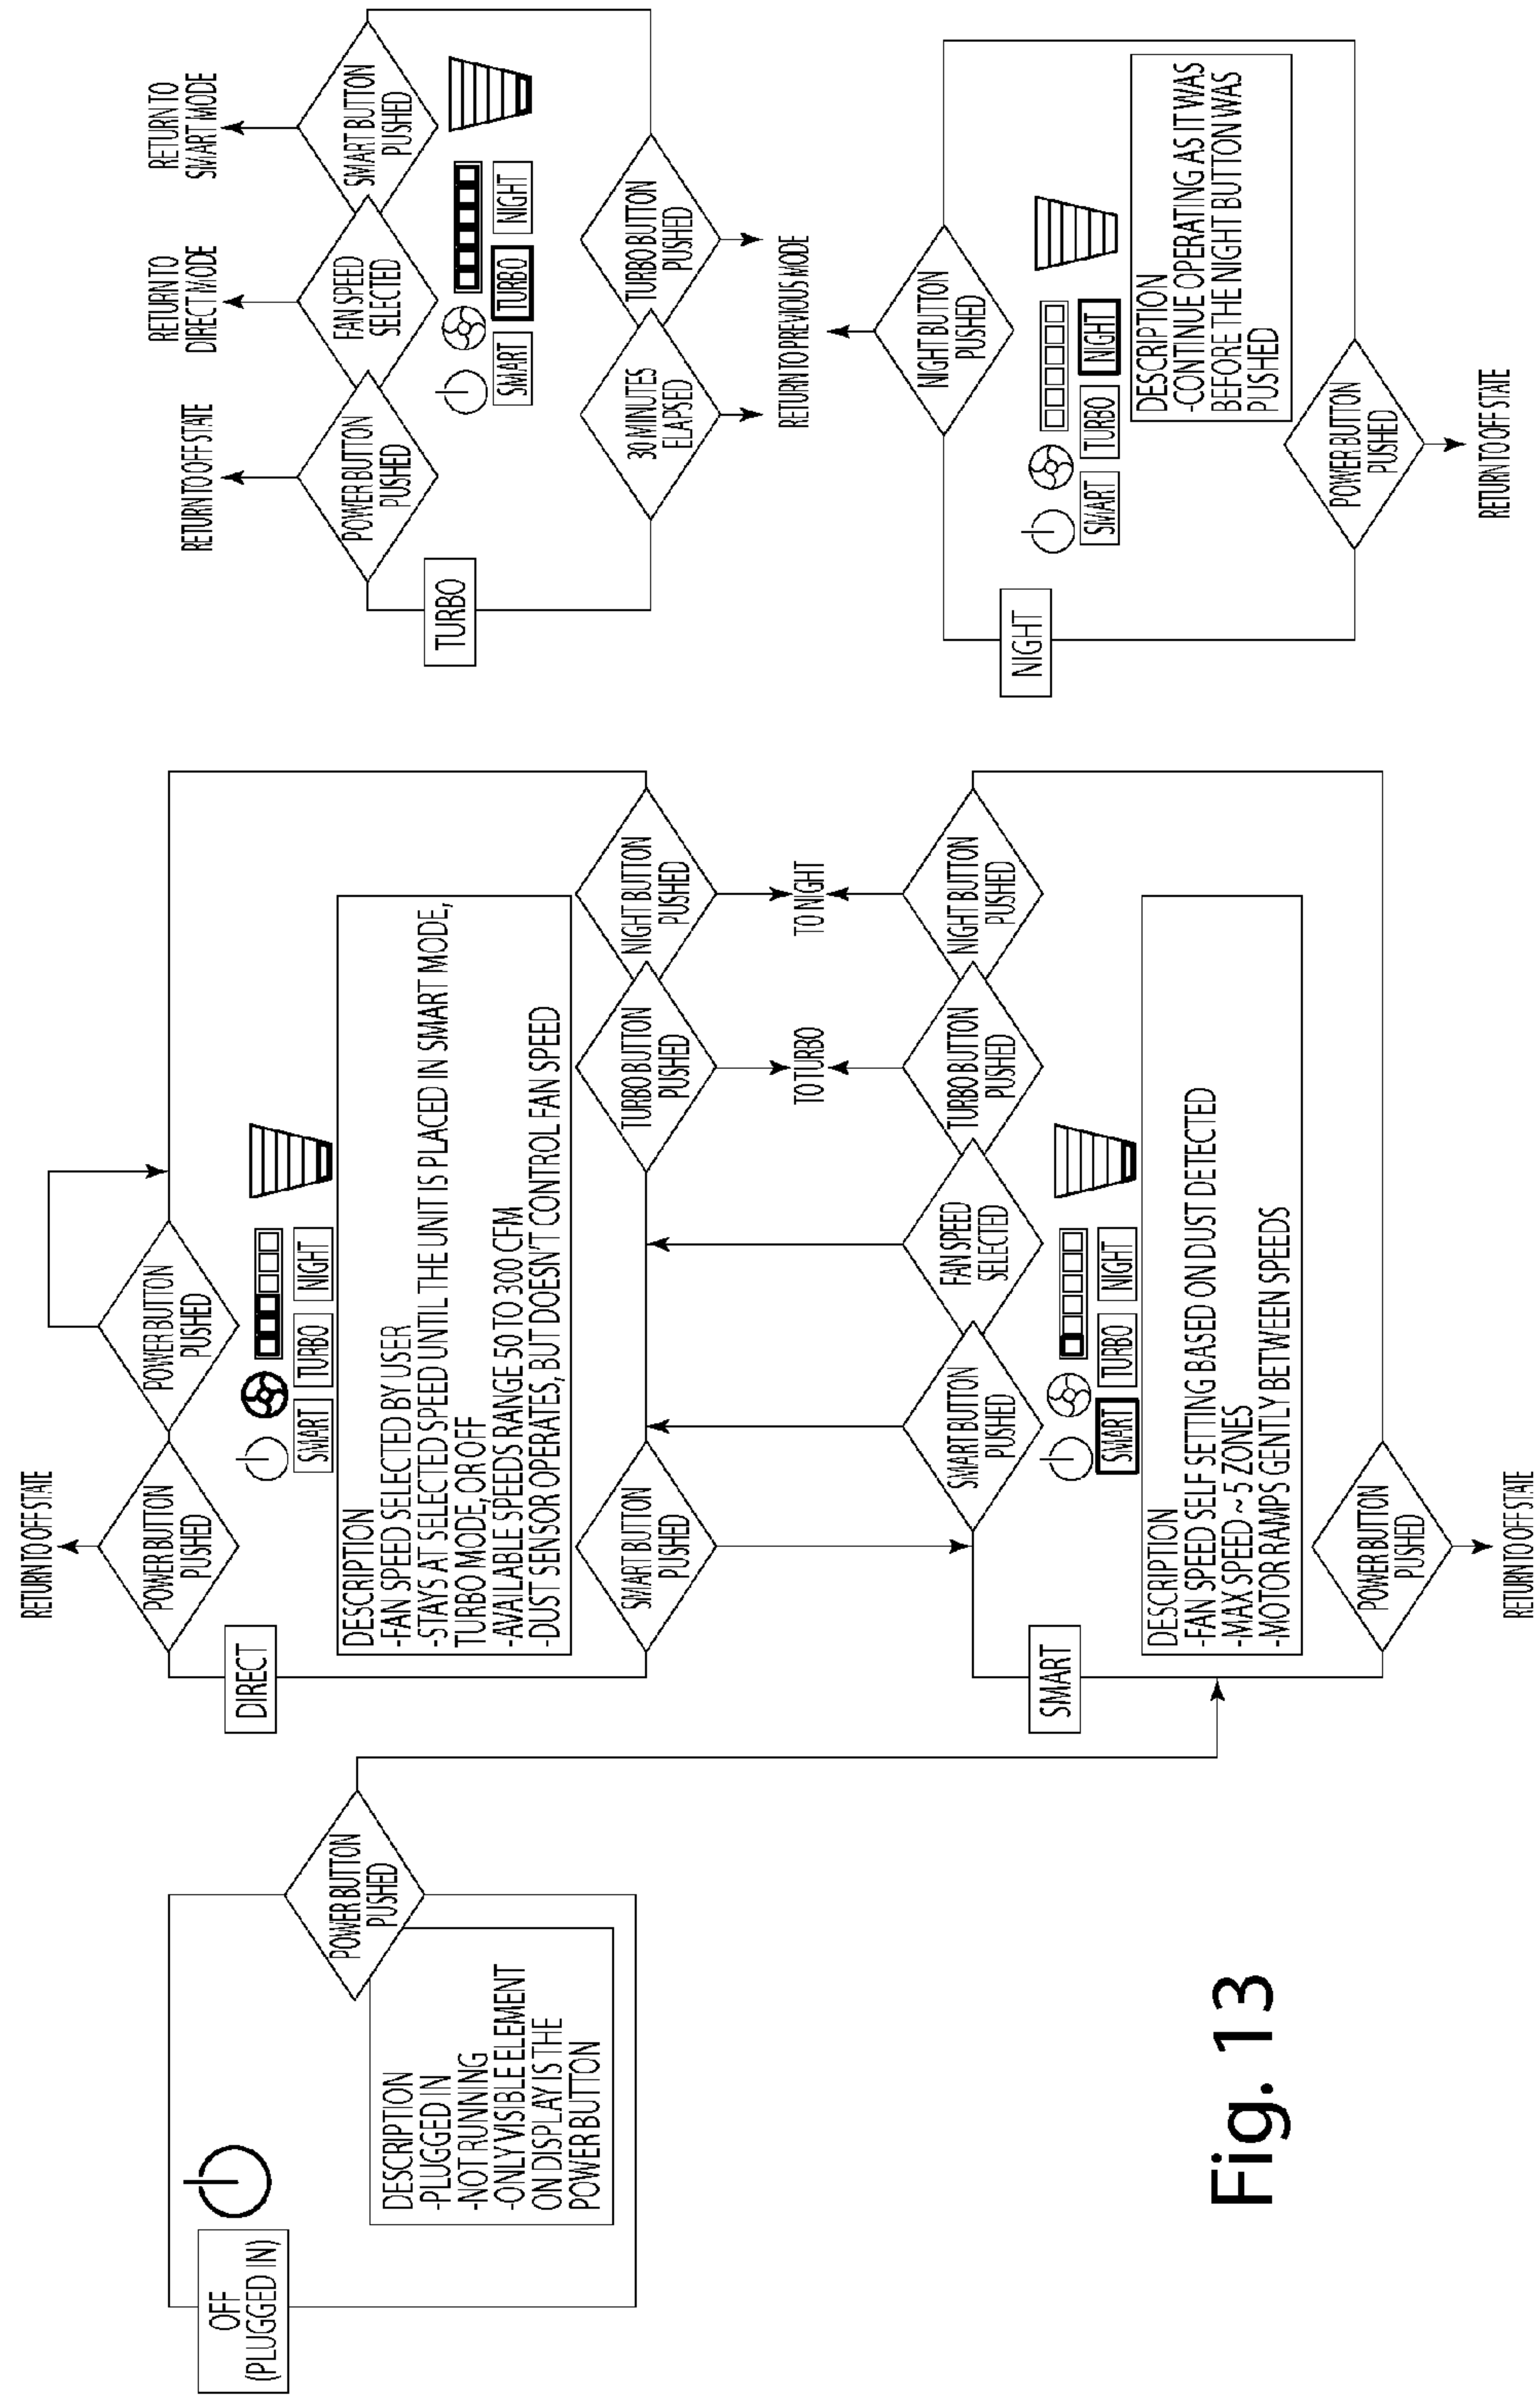 OFF
(PLUGGED IN)
DESCRIPTION
-PLUGGED IN
-NOT RUNNING
-ONLY VISIBLE ELEMENT
ON DISPLAY IS THE
POWER BUTTON
POWER BUTTON
PUSHED
RETURN TO OFF STATE
POWER BUTTON
PUSHED
POWER BUTTON
PUSHED
DIRECT
SMART
TURBO
NIGHT
DESCRIPTION
-FAN SPEED SELECTED BY USER
-STAYS AT SELECTED SPEED UNTIL THE UNIT IS PLACED IN SMART MODE,
TURBO MODE, OR OFF
-AVAILABLE SPEEDS RANGE 50 TO 300 CFM
-DUST SENSOR OPERATES, BUT DOESN'T CONTROL FAN SPEED
SMART BUTTON
PUSHED
TURBO BUTTON
PUSHED
NIGHT BUTTON
PUSHED
TO TURBO
TO NIGHT
SMART BUTTON
PUSHED
FAN SPEED
SELECTED
TURBO BUTTON
PUSHED
NIGHT BUTTON
PUSHED
SMART
SMART
TURBO
NIGHT
DESCRIPTION
-FAN SPEED SELF SETTING BASED ON DUST DETECTED
-MAX SPEED ~ 5 ZONES
-MOTOR RAMPS GENTLY BETWEEN SPEEDS
POWER BUTTON
PUSHED
RETURN TO OFF STATE
RETURN TO OFF STATE
RETURN TO
DIRECT MODE
RETURN TO
SMART MODE
POWER BUTTON
PUSHED
FAN SPEED
SELECTED
SMART BUTTON
PUSHED
TURBO
SMART
TURBO
NIGHT
30 MINUTES
ELAPSED
TURBO BUTTON
PUSHED
RETURN TO PREVIOUS MODE
NIGHT BUTTON
PUSHED
NIGHT
SMART
TURBO
NIGHT
DESCRIPTION
-CONTINUE OPERATING AS IT WAS
BEFORE THE NIGHT BUTTON WAS
PUSHED
POWER BUTTON
PUSHED
RETURN TO OFF STATE
Fig. 13